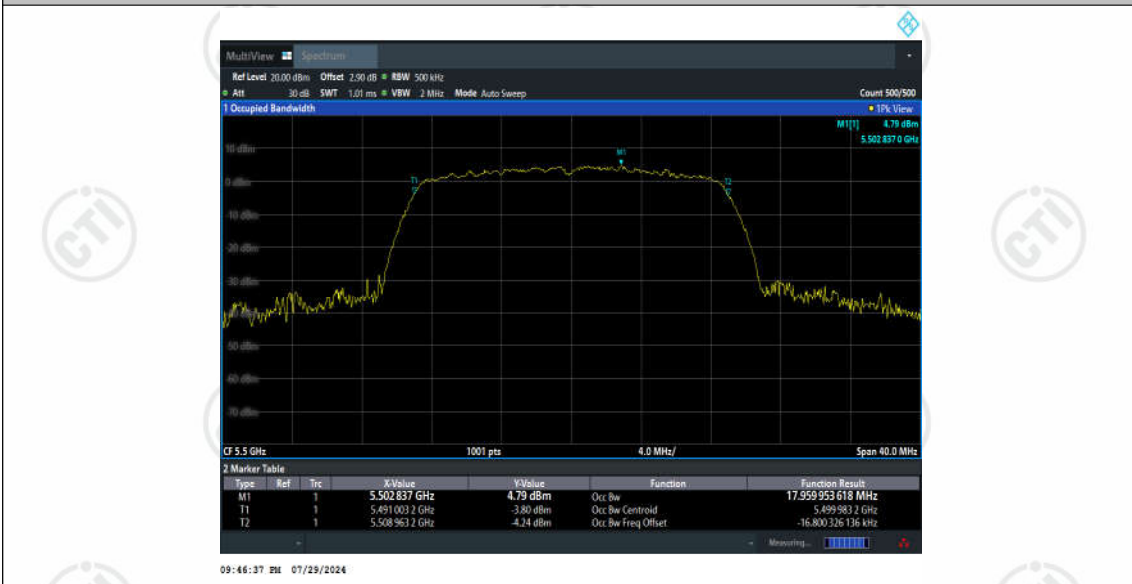 MultiView Spectrum
Ref Level 20.00 dBm Offset 2.90 dB RBW 500 kHz
Att 30 dB SWT 1.01 ms VBW 2 MHz Mode Auto Sweep Count 500/500
1 Occupied Bandwidth 1Pk View
M1[1] 4.79 dBm
5.502 837 0 GHz
10 dBm
M1
0 dBm
T1
T2
-10 dBm
-20 dBm
-30 dBm
-40 dBm
-50 dBm
-60 dBm
-70 dBm
CF 5.5 GHz 1001 pts 4.0 MHz/ Span 40.0 MHz
2 Marker Table
Type Ref Trc X-Value Y-Value Function Function Result
M1 1 5.502 837 GHz 4.79 dBm Occ Bw 17.959 953 618 MHz
T1 1 5.491 003 2 GHz -3.80 dBm Occ Bw Centroid 5.499 983 2 GHz
T2 1 5.508 963 2 GHz -4.24 dBm Occ Bw Freq Offset -16.800 326 136 kHz
Measuring...
09:46:37 PM 07/29/2024
CTI
CTI